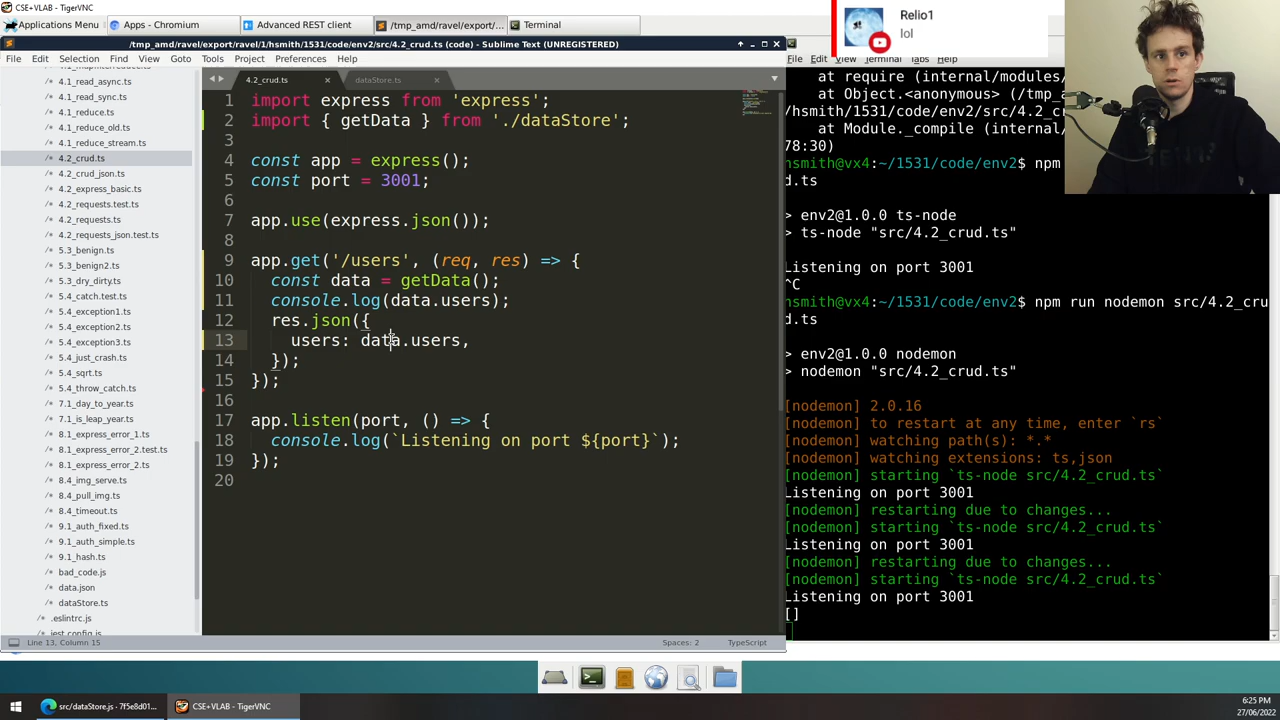 CSE+VLAB - TigerVNC
Applications Menu
Apps - Chromium
Advanced REST client
/tmp_amd/ravel/export/...
Terminal
Relio1
lol
/tmp_amd/ravel/export/ravel/1/hsmith/1531/code/env2/src/4.2_crud.ts (code) - Sublime Text (UNREGISTERED)
File Edit Selection Find View Goto Tools Project Preferences Help
4.1_read_async.ts
4.1_read_sync.ts
4.1_reduce.ts
4.1_reduce_old.ts
4.1_reduce_stream.ts
4.2_crud.ts
4.2_crud_json.ts
4.2_express_basic.ts
4.2_requests.test.ts
4.2_requests.ts
4.2_requests_json.test.ts
5.3_benign.ts
5.3_benign2.ts
5.3_dry_dirty.ts
5.4_catch.test.ts
5.4_exception1.ts
5.4_exception2.ts
5.4_exception3.ts
5.4_just_crash.ts
5.4_sqrt.ts
5.4_throw_catch.ts
7.1_day_to_year.ts
7.1_is_leap_year.ts
8.1_express_error_1.ts
8.1_express_error_2.test.ts
8.1_express_error_2.ts
8.4_img_serve.ts
8.4_pull_img.ts
8.4_timeout.ts
9.1_auth_fixed.ts
9.1_auth_simple.ts
9.1_hash.ts
bad_code.js
data.json
dataStore.ts
.eslintrc.js
jest.config.js
4.2_crud.ts
dataStore.ts
1 import express from 'express';
2 import { getData } from './dataStore';
3
4 const app = express();
5 const port = 3001;
6
7 app.use(express.json());
8
9 app.get('/users', (req, res) => {
10 const data = getData();
11 console.log(data.users);
12 res.json({
13 users: data.users,
14 });
15 });
16
17 app.listen(port, () => {
18 console.log(`Listening on port ${port}`);
19 });
20
Line 13, Column 15
Spaces: 2
TypeScript
File Edit View Terminal Tabs Help
at require (internal/modules/
at Object.<anonymous> (/tmp_a
/hsmith/1531/code/env2/src/4.2_c
at Module._compile (
78:30)
hsmith@vx4:~/1531/code/env2$ npm
d.ts
> env2@1.0.0 ts-node
> ts-node "src/4.2_crud.ts"
Listening on port 3001
^C
hsmith@vx4:~/1531/code/env2$ npm run nodemon src/4.2_cru
d.ts
> env2@1.0.0 nodemon
> nodemon "src/4.2_crud.ts"
[nodemon] 2.0.16
[nodemon] to restart at any time, enter `rs`
[nodemon] watching path(s): *.*
[nodemon] watching extensions: ts,json
[nodemon] starting `ts-node src/4.2_crud.ts`
Listening on port 3001
[nodemon] restarting due to changes...
[nodemon] starting `ts-node src/4.2_crud.ts`
Listening on port 3001
[nodemon] restarting due to changes...
[nodemon] starting `ts-node src/4.2_crud.ts`
Listening on port 3001
[]
src/dataStore.js - 7f5e8d01...
CSE+VLAB - TigerVNC
6:25 PM
27/06/2022